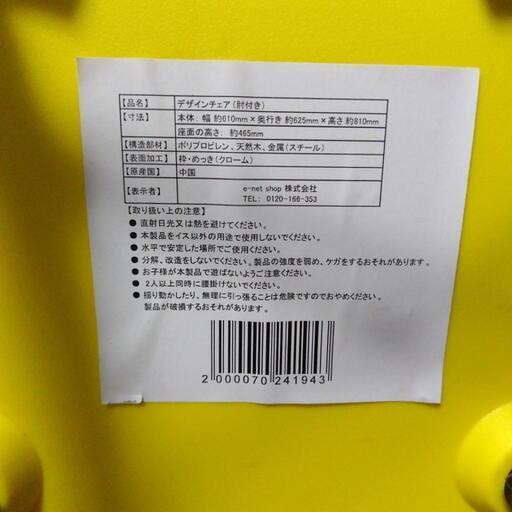 【品名】 デザインチェア(肘付き)
【寸法】 本体: 幅 約610mm×奥行き 約625mm×高さ 約810mm
座面の高さ: 約465mm
【構造部材】 ポリプロピレン、天然木、金属(スチール)
【表面加工】 枠・めっき(クローム)
【原産国】 中国
【表示者】 e-net shop 株式会社
TEL: 0120-166-353
【取り扱い上の注意】
● 直射日光又は熱を避けてください。
● 本製品をイス以外の用途で使用しないでください。
● 水平で安定した場所でご使用ください。
● 分解、改造をしないでください。製品の強度を弱め、ケガをするおそれがあります。
● お子様が本製品で遊ばないようご注意ください。
● 2人以上同時に腰掛けないでください。
● 揺り動かしたり、無理に引っ張ることは危険ですのでおやめください。
製品が破損するおそれがあります。
2 000070 241943